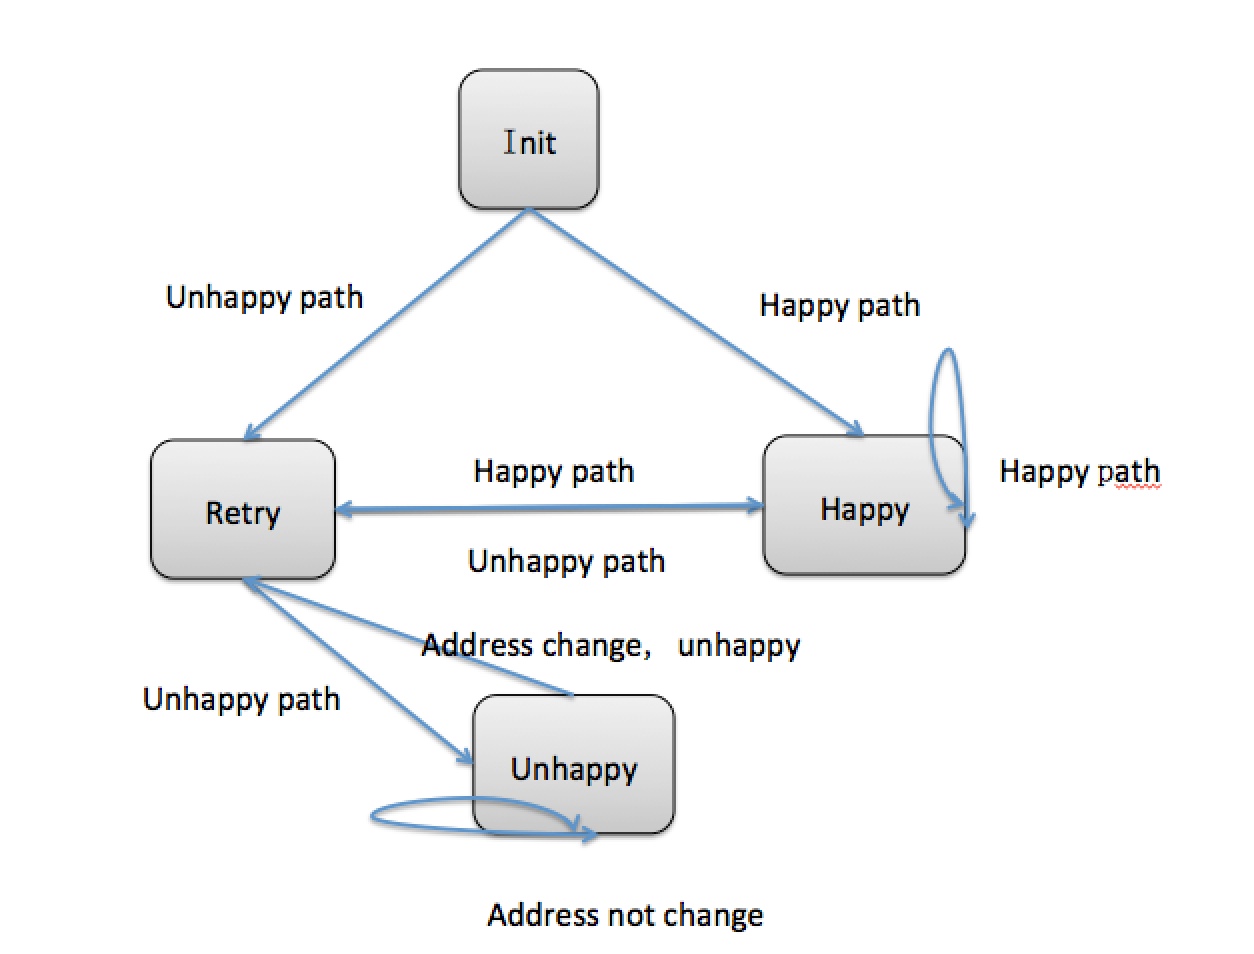 Init
Unhappy path
Happy path
Happy path
Happy path
Retry
Happy
Unhappy path
Address change， unhappy
Unhappy path
Unhappy
Address not change